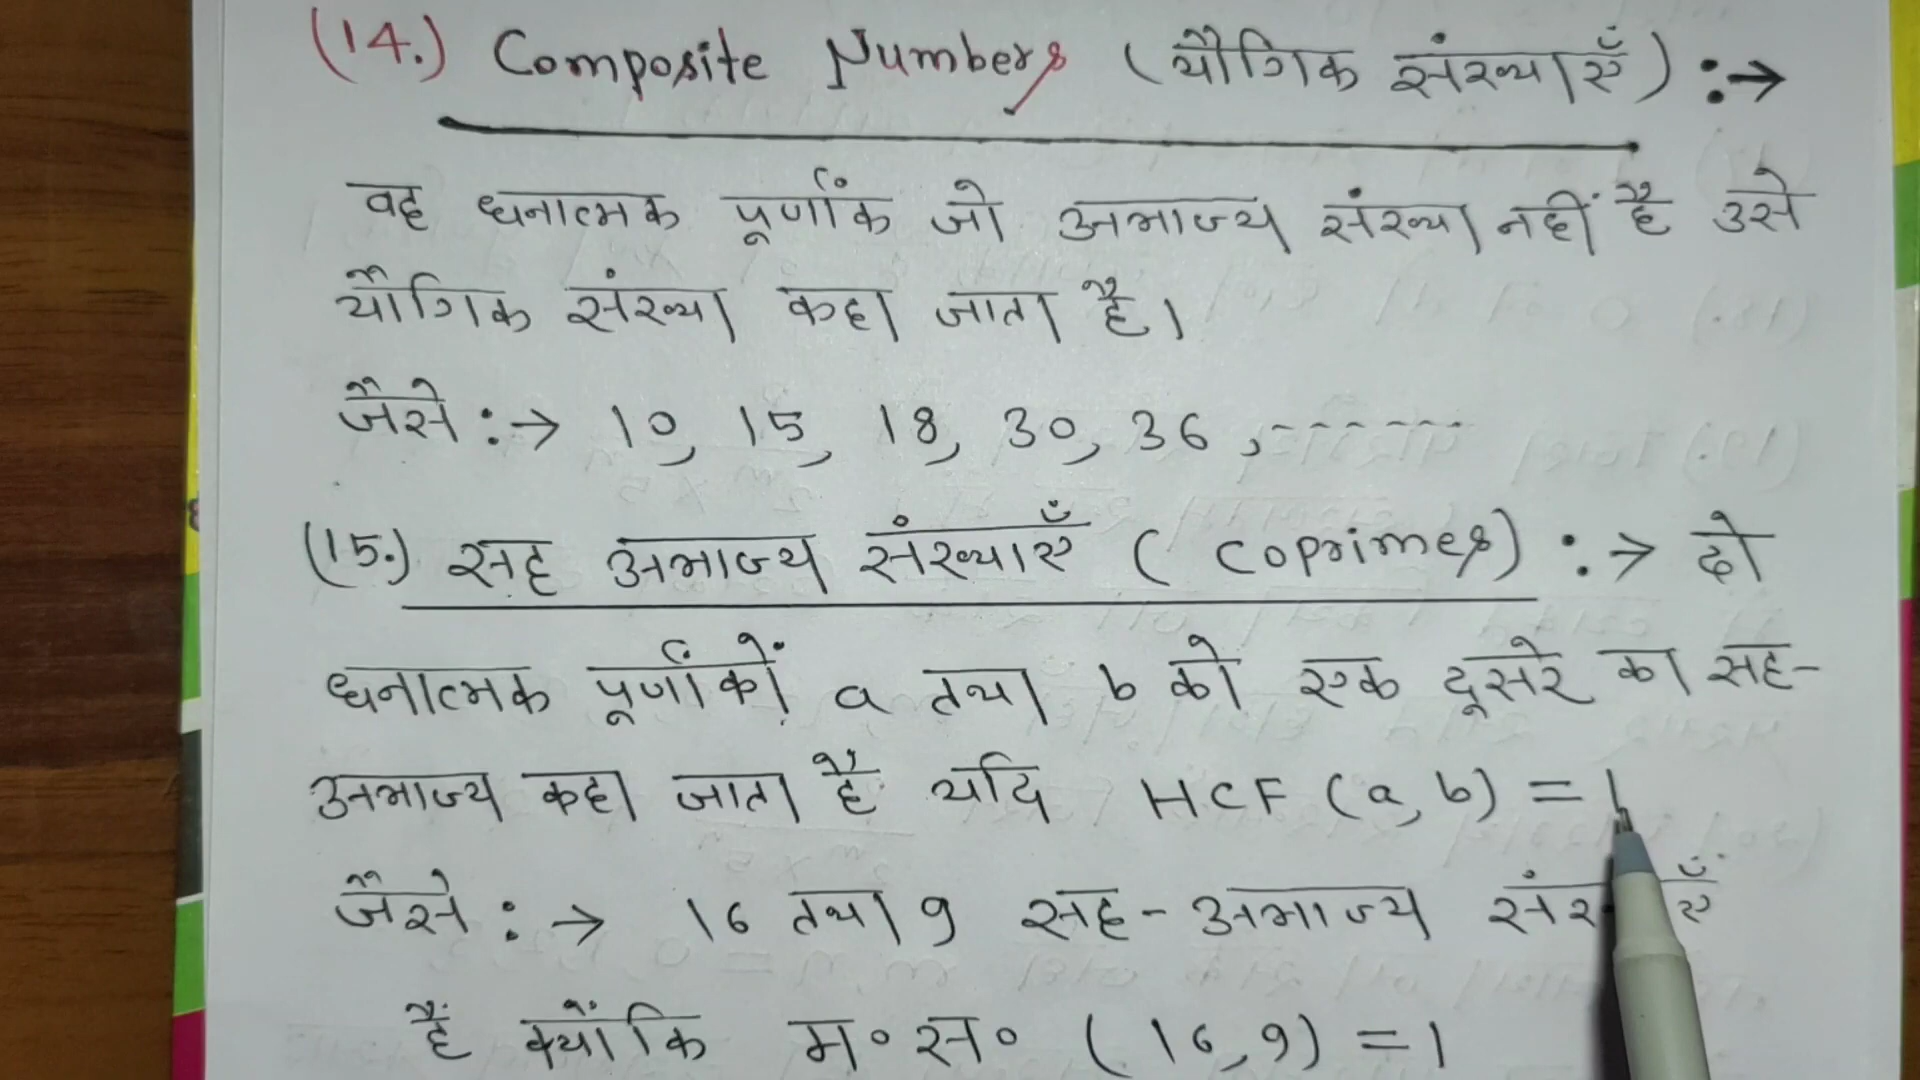 (14.) Composite Numbers (यौगिक संख्याएँ) :→
वह धनात्मक पूर्णांक जो अभाज्य संख्या नहीं है उसे
यौगिक संख्या कहा जाता है।
जैसे :→ 10, 15, 18, 30, 36, -------
(15.) सह अभाज्य संख्याएँ (Coprimes) :→ दो
धनात्मक पूर्णांकों a तथा b को एक दूसरे का सह-
अभाज्य कहा जाता है यदि HCF (a, b) = 1
जैसे :→ 16 तथा 9 सह-अभाज्य
हैं क्योंकि म॰स॰ (16, 9) = 1